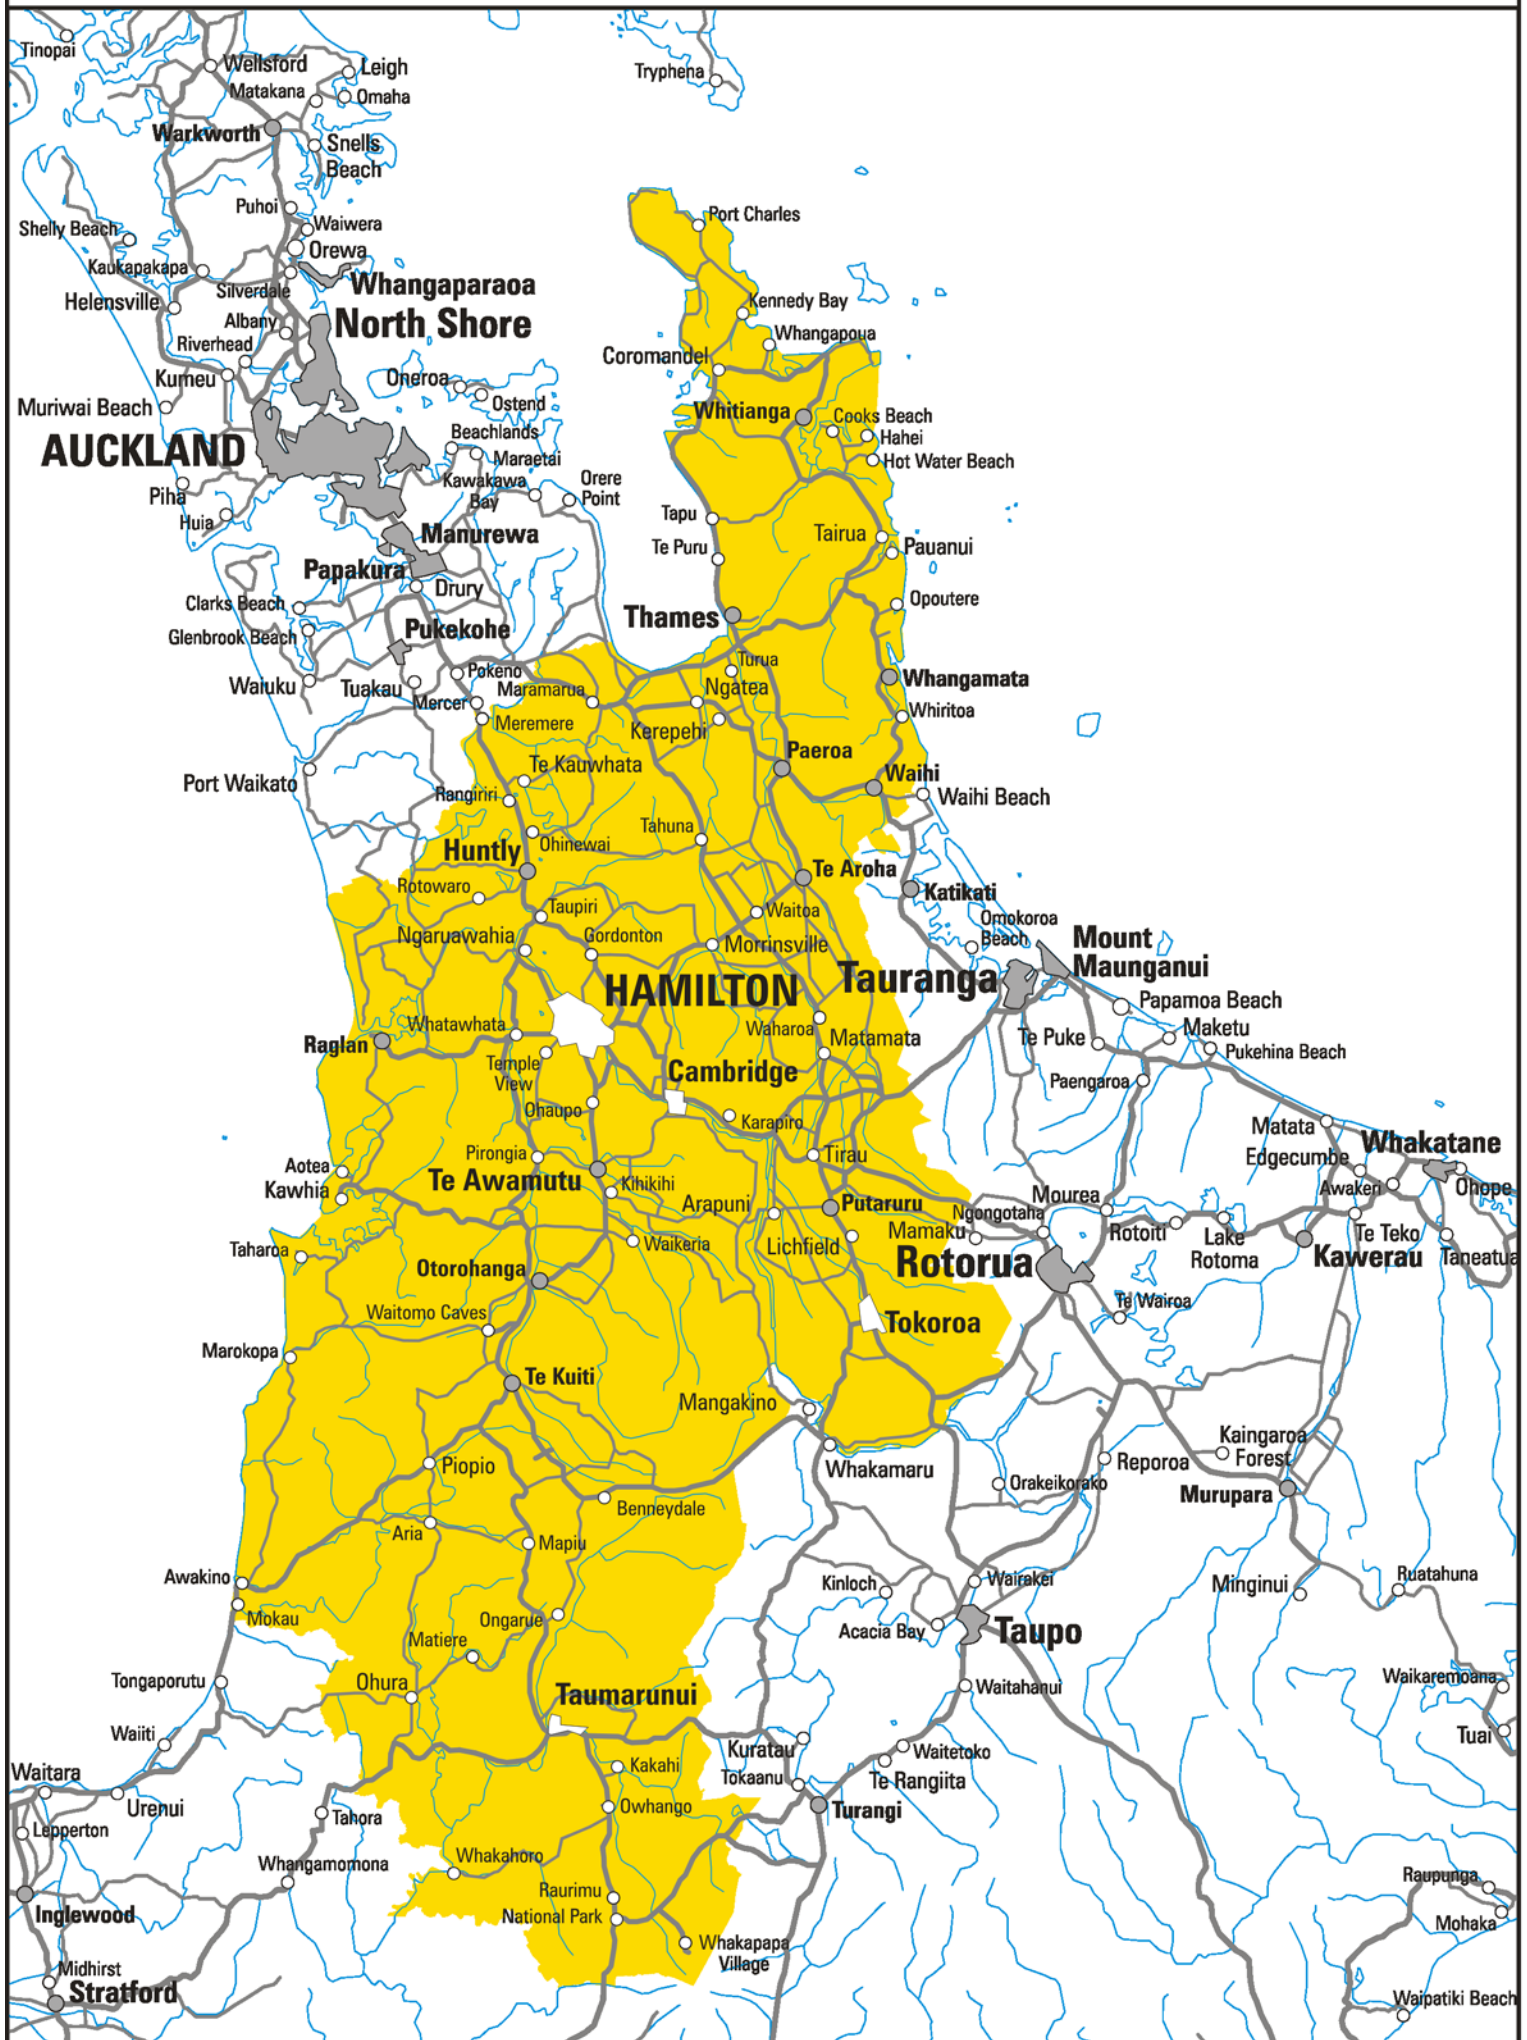 Tinopai
Wellsford
Leigh
Matakana
Omaha
Tryphena
Warkworth
Snells
Beach
Puhoi
Port Charles
Shelly Beach
Waiwera
Orewa
Kaukapakapa
Silverdale
Whangaparaoa
Helensville
Kennedy Bay
Albany
North Shore
Whangapoua
Riverhead
Coromandel
Kumeu
Oneroa
Ostend
Muriwai Beach
Whitianga
Cooks Beach
Hahei
AUCKLAND
Beachlands
Maraetai
Hot Water Beach
Kawakawa
Bay
Orere
Point
Piha
Huia
Tapu
Manurewa
Tairua
Te Puru
Pauanui
Papakura
Drury
Clarks Beach
Opoutere
Thames
Glenbrook Beach
Pukekohe
Turua
Pokeno
Waiuku
Tuakau
Maramarua
Ngatea
Whangamata
Mercer
Meremere
Kerepehi
Whiritoa
Paeroa
Te Kauwhata
Port Waikato
Waihi
Rangiriri
Waihi Beach
Tahuna
Ohinewai
Huntly
Te Aroha
Rotowaro
Katikati
Taupiri
Waitoa
Omokoroa
Beach
Ngaruawahia
Gordonton
Morrinsville
Mount
Maunganui
HAMILTON
Tauranga
Papamoa Beach
Whatawhata
Waharoa
Matamata
Te Puke
Maketu
Raglan
Pukehina Beach
Temple
View
Cambridge
Paengaroa
Ohaupo
Karapiro
Matata
Whakatane
Pirongia
Tirau
Edgecumbe
Aotea
Te Awamutu
Kihikihi
Awakeri
Ohope
Kawhia
Arapuni
Putaruru
Mourea
Ngongotaha
Mamaku
Rotoiti
Lake
Rotoma
Te Teko
Taharoa
Waikeria
Lichfield
Rotorua
Kawerau
Taneatua
Otorohanga
Te Wairoa
Waitomo Caves
Tokoroa
Marokopa
Te Kuiti
Mangakino
Kaingaroa
Forest
Piopio
Whakamaru
Reporoa
Orakeikorako
Murupara
Benneydale
Aria
Mapiu
Awakino
Kinloch
Wairakei
Minginui
Ruatahuna
Mokau
Ongarue
Acacia Bay
Taupo
Matiere
Tongaporutu
Ohura
Waitahanui
Waikaremoana
Taumarunui
Waiiti
Kuratau
Waitetoko
Tuai
Waitara
Kakahi
Tokaanu
Te Rangiita
Urenui
Owhango
Turangi
Tahora
Lepperton
Whangamomona
Whakahoro
Raurimu
Raupunga
Inglewood
National Park
Mohaka
Whakapapa
Village
Midhirst
Stratford
Waipatiki Beach